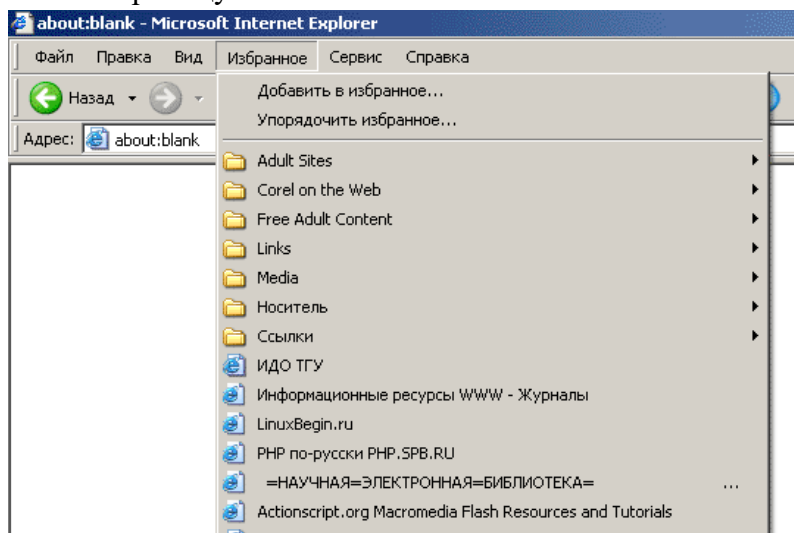 about:blank - Microsoft Internet Explorer
Файл Правка Вид Избранное Сервис Справка
Назад
Добавить в избранное...
Упорядочить избранное...
Адрес: about:blank
Adult Sites
Corel on the Web
Free Adult Content
Links
Media
Носитель
Ссылки
ИДО ТГУ
Информационные ресурсы WWW - Журналы
LinuxBegin.ru
PHP по-русски PHP.SPB.RU
=НАУЧНАЯ=ЭЛЕКТРОННАЯ=БИБЛИОТЕКА= ...
Actionscript.org Macromedia Flash Resources and Tutorials